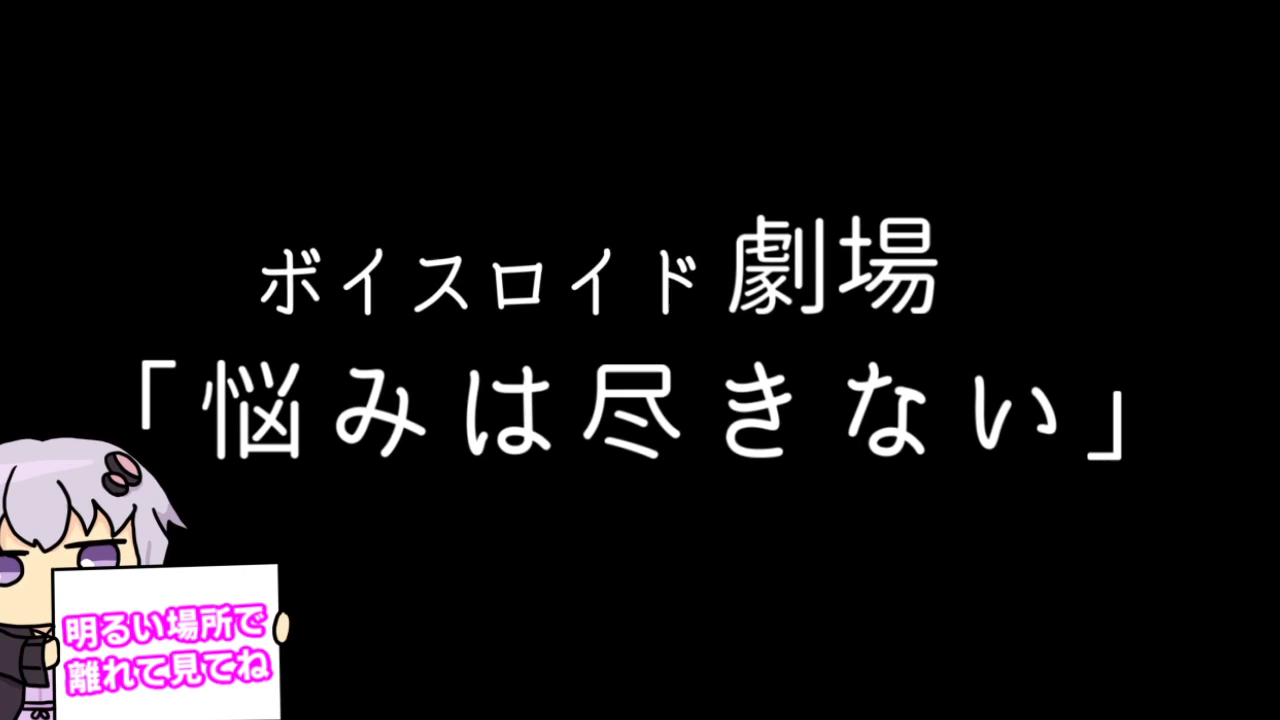 ボイスロイド劇場
「悩みは尽きない」
明るい場所で
離れて見てね